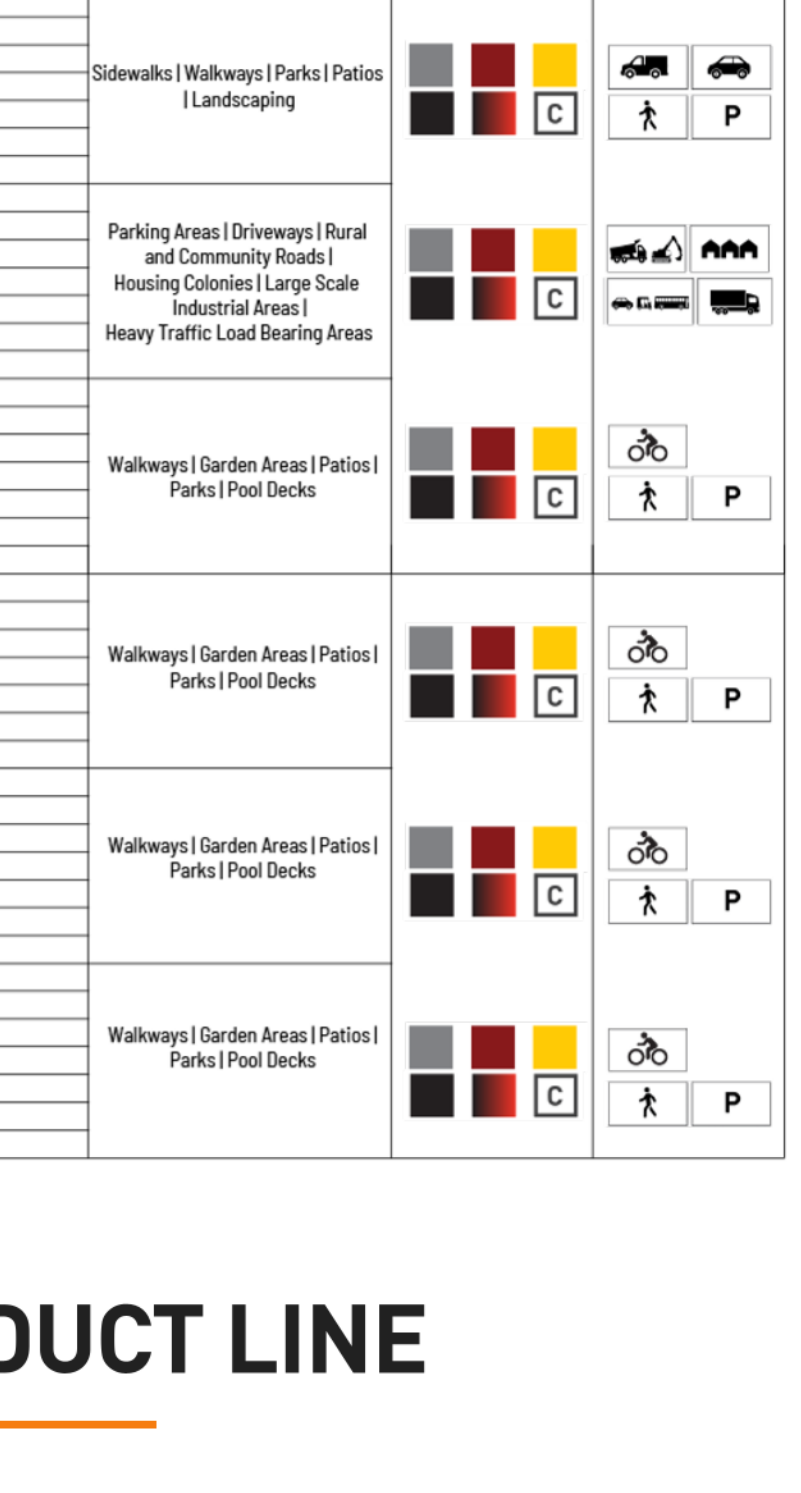 Sidewalks | Walkways | Parks | Patios
| Landscaping
C
P
Parking Areas | Driveways | Rural
and Community Roads |
Housing Colonies | Large Scale
Industrial Areas |
Heavy Traffic Load Bearing Areas
C
Walkways | Garden Areas | Patios |
Parks | Pool Decks
C
P
Walkways | Garden Areas | Patios |
Parks | Pool Decks
C
P
Walkways | Garden Areas | Patios |
Parks | Pool Decks
C
P
Walkways | Garden Areas | Patios |
Parks | Pool Decks
C
P
DUCT LINE